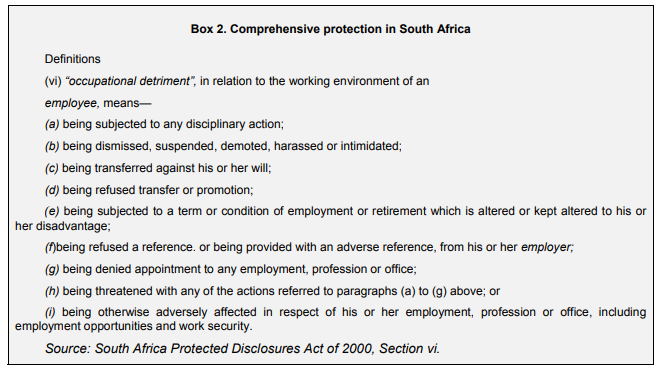 Box 2. Comprehensive protection in South Africa
Definitions
(vi) “occupational detriment”, in relation to the working environment of an
employee, means—
(a) being subjected to any disciplinary action;
(b) being dismissed, suspended, demoted, harassed or intimidated;
(c) being transferred against his or her will;
(d) being refused transfer or promotion;
(e) being subjected to a term or condition of employment or retirement which is altered or kept altered to his or
her disadvantage;
(f)being refused a reference. or being provided with an adverse reference, from his or her employer;
(g) being denied appointment to any employment, profession or office;
(h) being threatened with any of the actions referred to paragraphs (a) to (g) above; or
(i) being otherwise adversely affected in respect of his or her employment, profession or office, including
employment opportunities and work security.
Source: South Africa Protected Disclosures Act of 2000, Section vi.